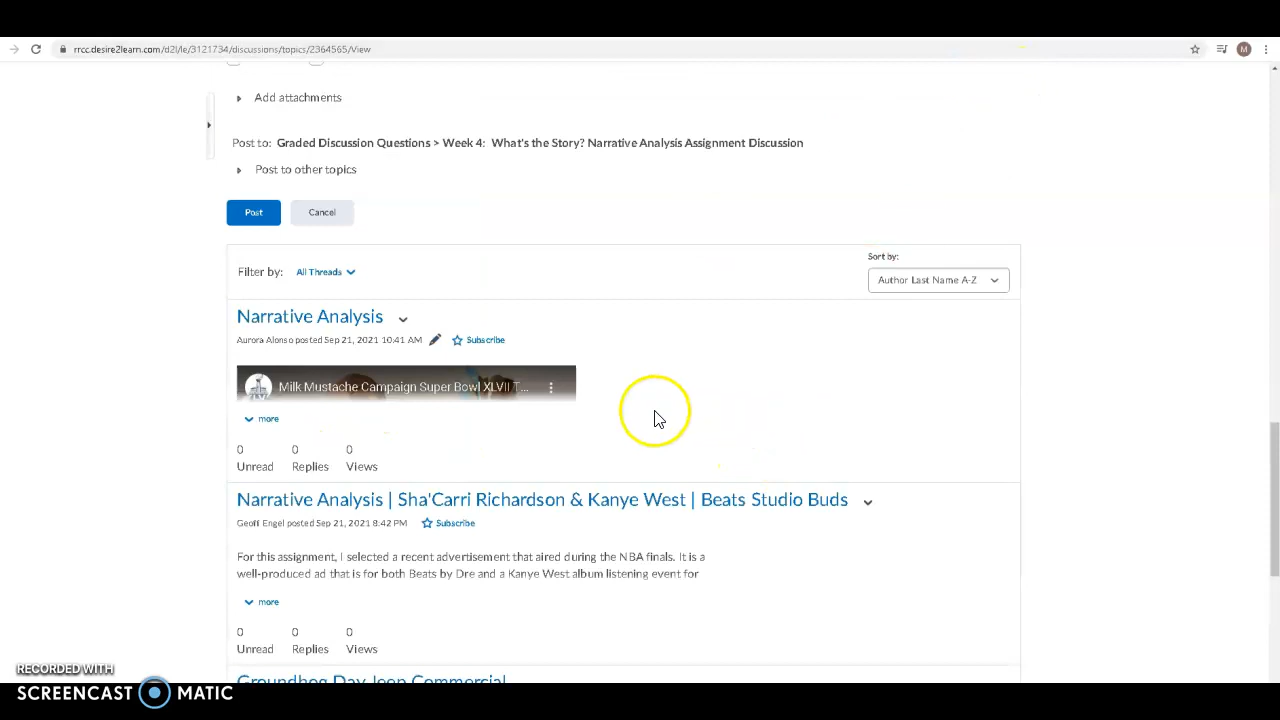 rrcc.desire2learn.com/d2l/le/3121734/discussions/topics/2364565/View
M
Add attachments
Post to: Graded Discussion Questions > Week 4: What's the Story? Narrative Analysis Assignment Discussion
Post to other topics
Post Cancel
Sort by:
Filter by: All Threads
Author Last Name A-Z
Narrative Analysis
Aurora Alonso posted Sep 21, 2021 10:41 AM Subscribe
Milk Mustache Campaign Super Bowl XLVII T...
more
0 0 0
Unread Replies Views
Narrative Analysis | Sha'Carri Richardson & Kanye West | Beats Studio Buds
Geoff Engel posted Sep 21, 2021 8:42 PM Subscribe
For this assignment, I selected a recent advertisement that aired during the NBA finals. It is a
well-produced ad that is for both Beats by Dre and a Kanye West album listening event for
more
0 0 0
Unread Replies Views
Groundhog Day Jeep Commercial
RECORDED WITH
SCREENCAST MATIC